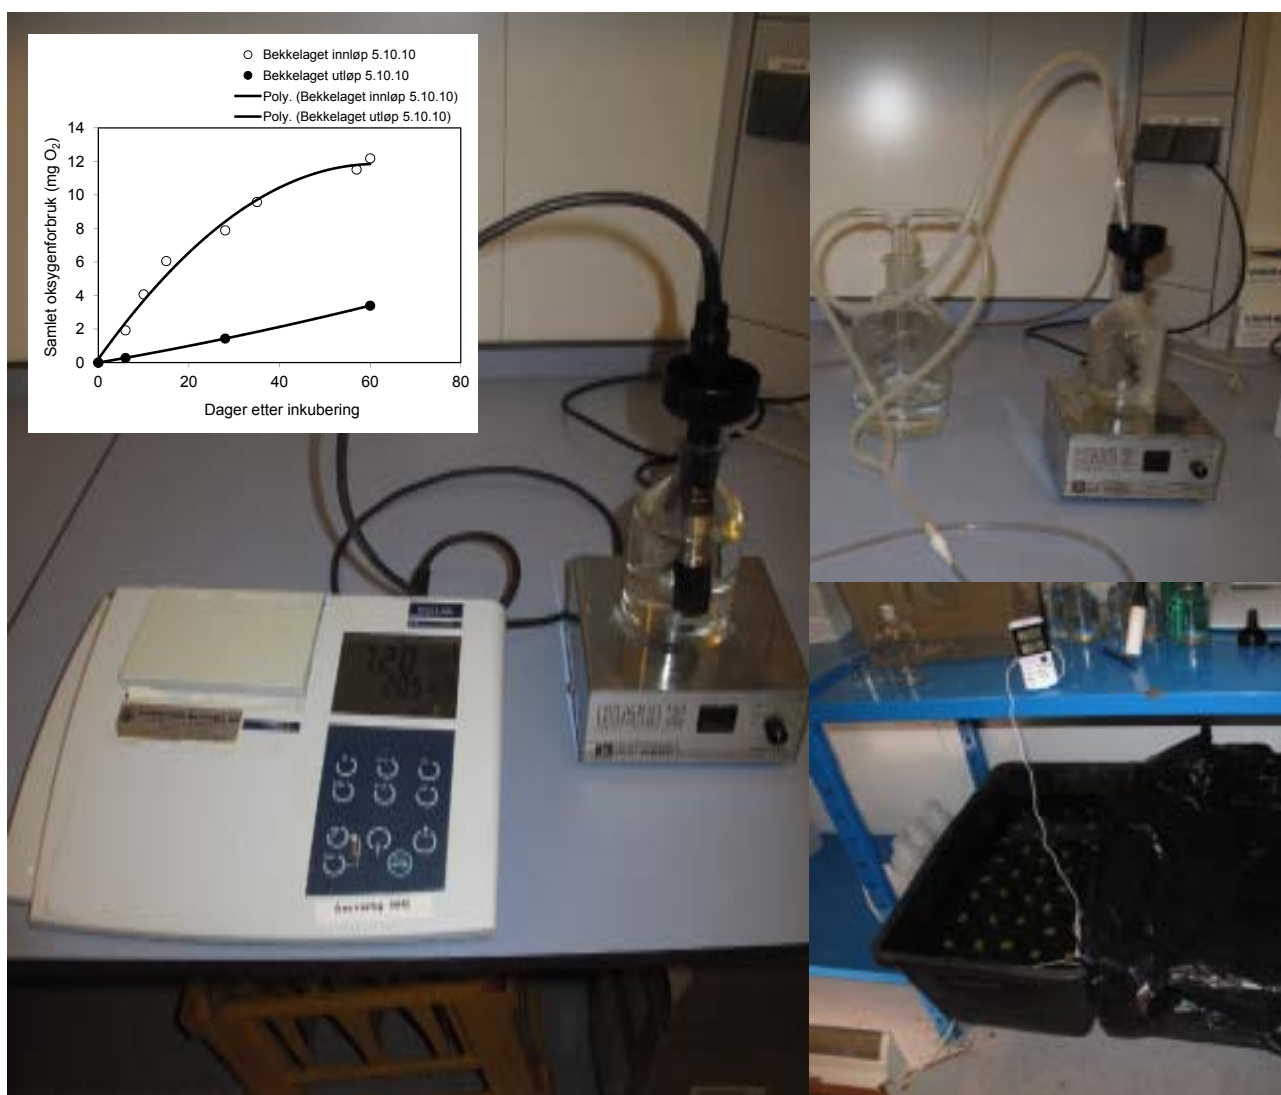 Bekkelaget innløp 5.10.10
Bekkelaget utløp 5.10.10
Poly. (Bekkelaget innløp 5.10.10)
Poly. (Bekkelaget utløp 5.10.10)
14
12
10
8
6
4
2
0
Samlet oksygenforbruk (mg O₂)
0 20 40 60 80
Dager etter inkubering